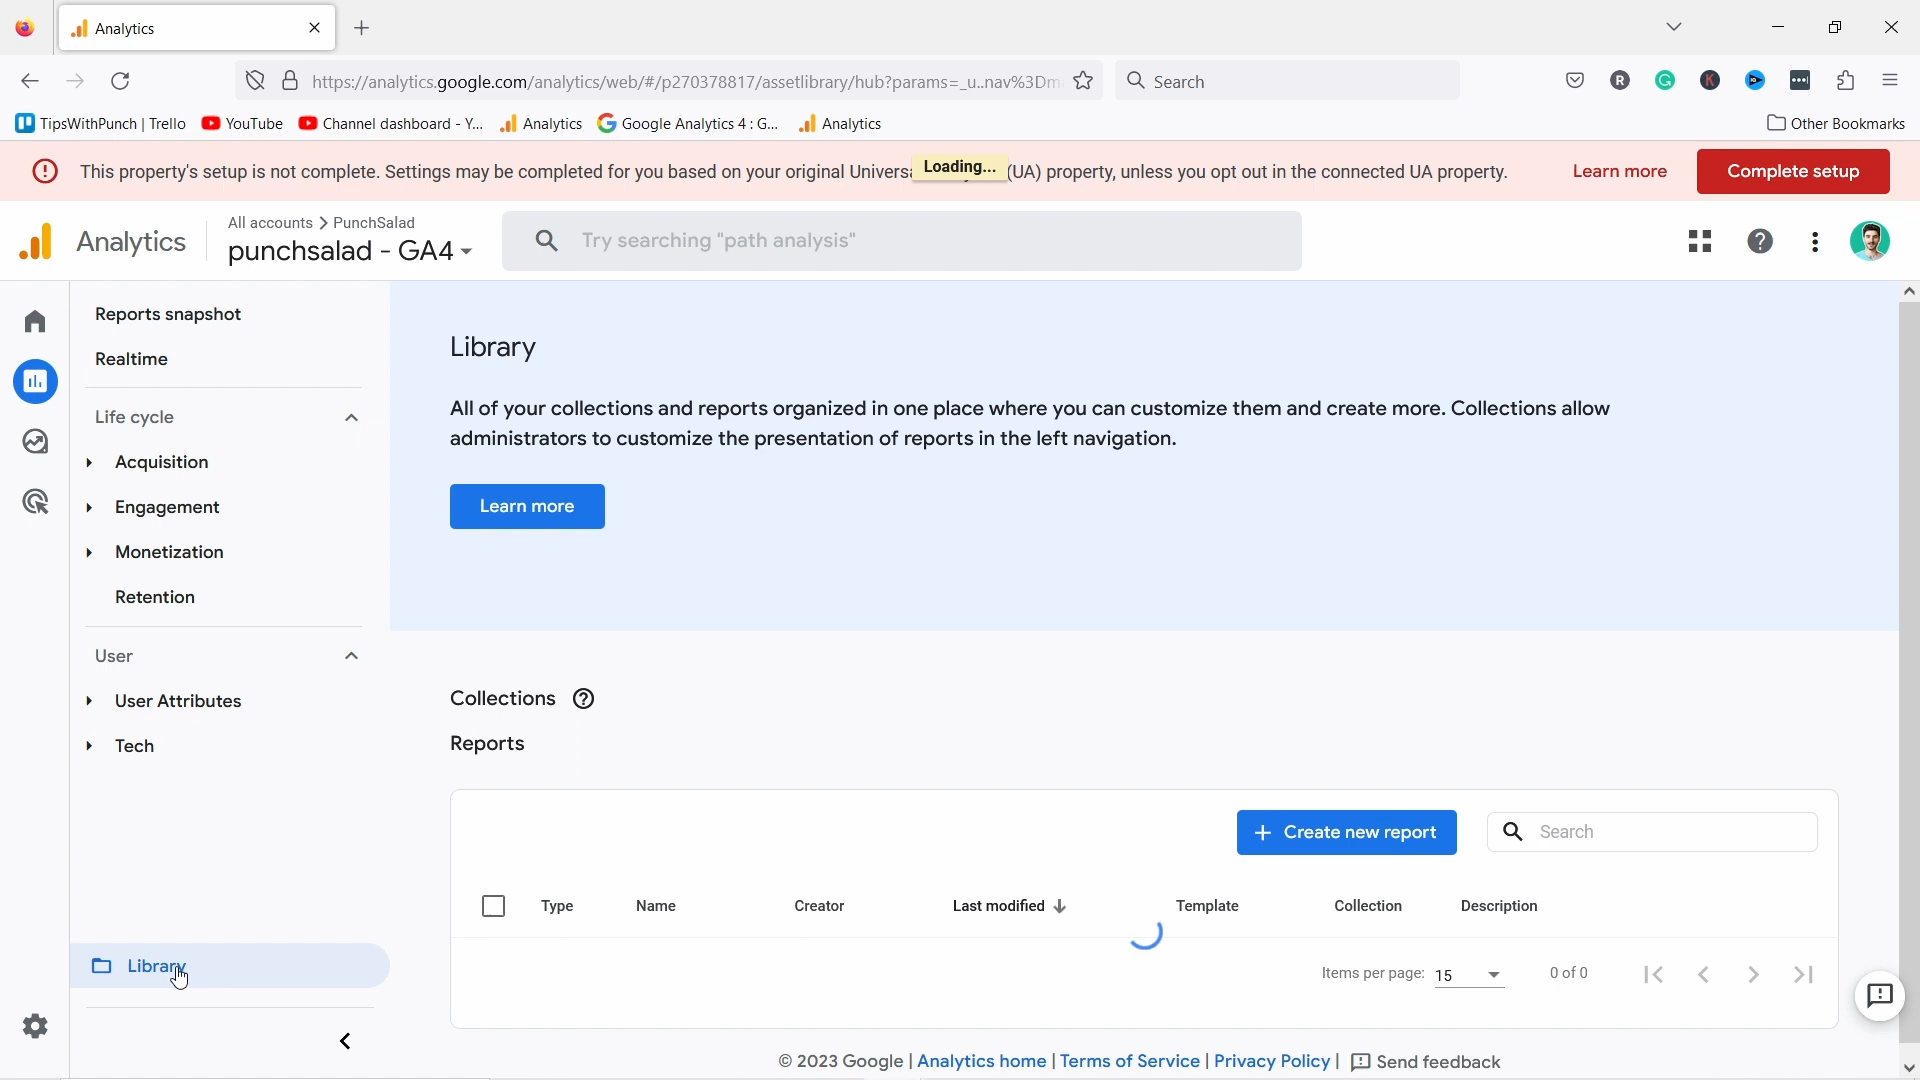 Analytics
https://analytics.google.com/analytics/web/#/p270378817/assetlibrary/hub?params=_u..nav%3Dm
Search
TipsWithPunch | Trello
YouTube
Channel dashboard - Y...
Analytics
Google Analytics 4 : G...
Analytics
Other Bookmarks
This property's setup is not complete. Settings may be completed for you based on your original Universa
Loading...
(UA) property, unless you opt out in the connected UA property.
Learn more
Complete setup
Analytics
All accounts > PunchSalad
punchsalad - GA4
Try searching "path analysis"
Reports snapshot
Realtime
Life cycle
Acquisition
Engagement
Monetization
Retention
User
User Attributes
Tech
Library
Library
All of your collections and reports organized in one place where you can customize them and create more. Collections allow
administrators to customize the presentation of reports in the left navigation.
Learn more
Collections
Reports
+ Create new report
Search
Type Name Creator Last modified Template Collection Description
Items per page: 15 0 of 0
© 2023 Google | Analytics home | Terms of Service | Privacy Policy | Send feedback